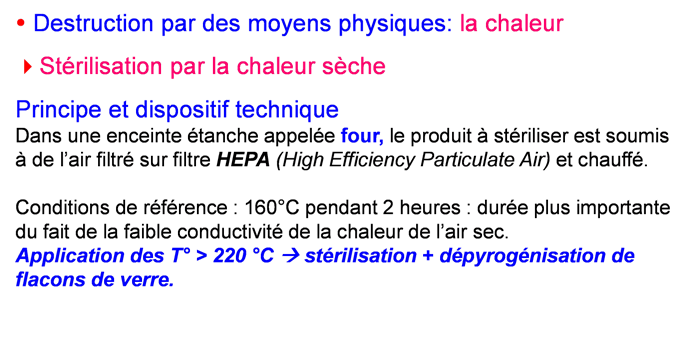 • Destruction par des moyens physiques: la chaleur
Stérilisation par la chaleur sèche
Principe et dispositif technique
Dans une enceinte étanche appelée four, le produit à stériliser est soumis
à de l'air filtré sur filtre HEPA (High Efficiency Particulate Air) et chauffé.
Conditions de référence : 160°C pendant 2 heures : durée plus importante
du fait de la faible conductivité de la chaleur de l'air sec.
Application des T° > 220 °C → stérilisation + dépyrogénisation de
flacons de verre.